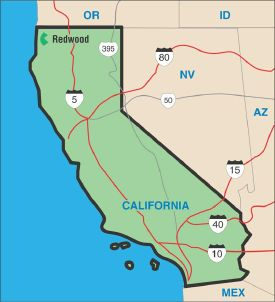 OR
ID
Redwood
395
80
NV
5
50
AZ
15
CALIFORNIA
40
10
MEX